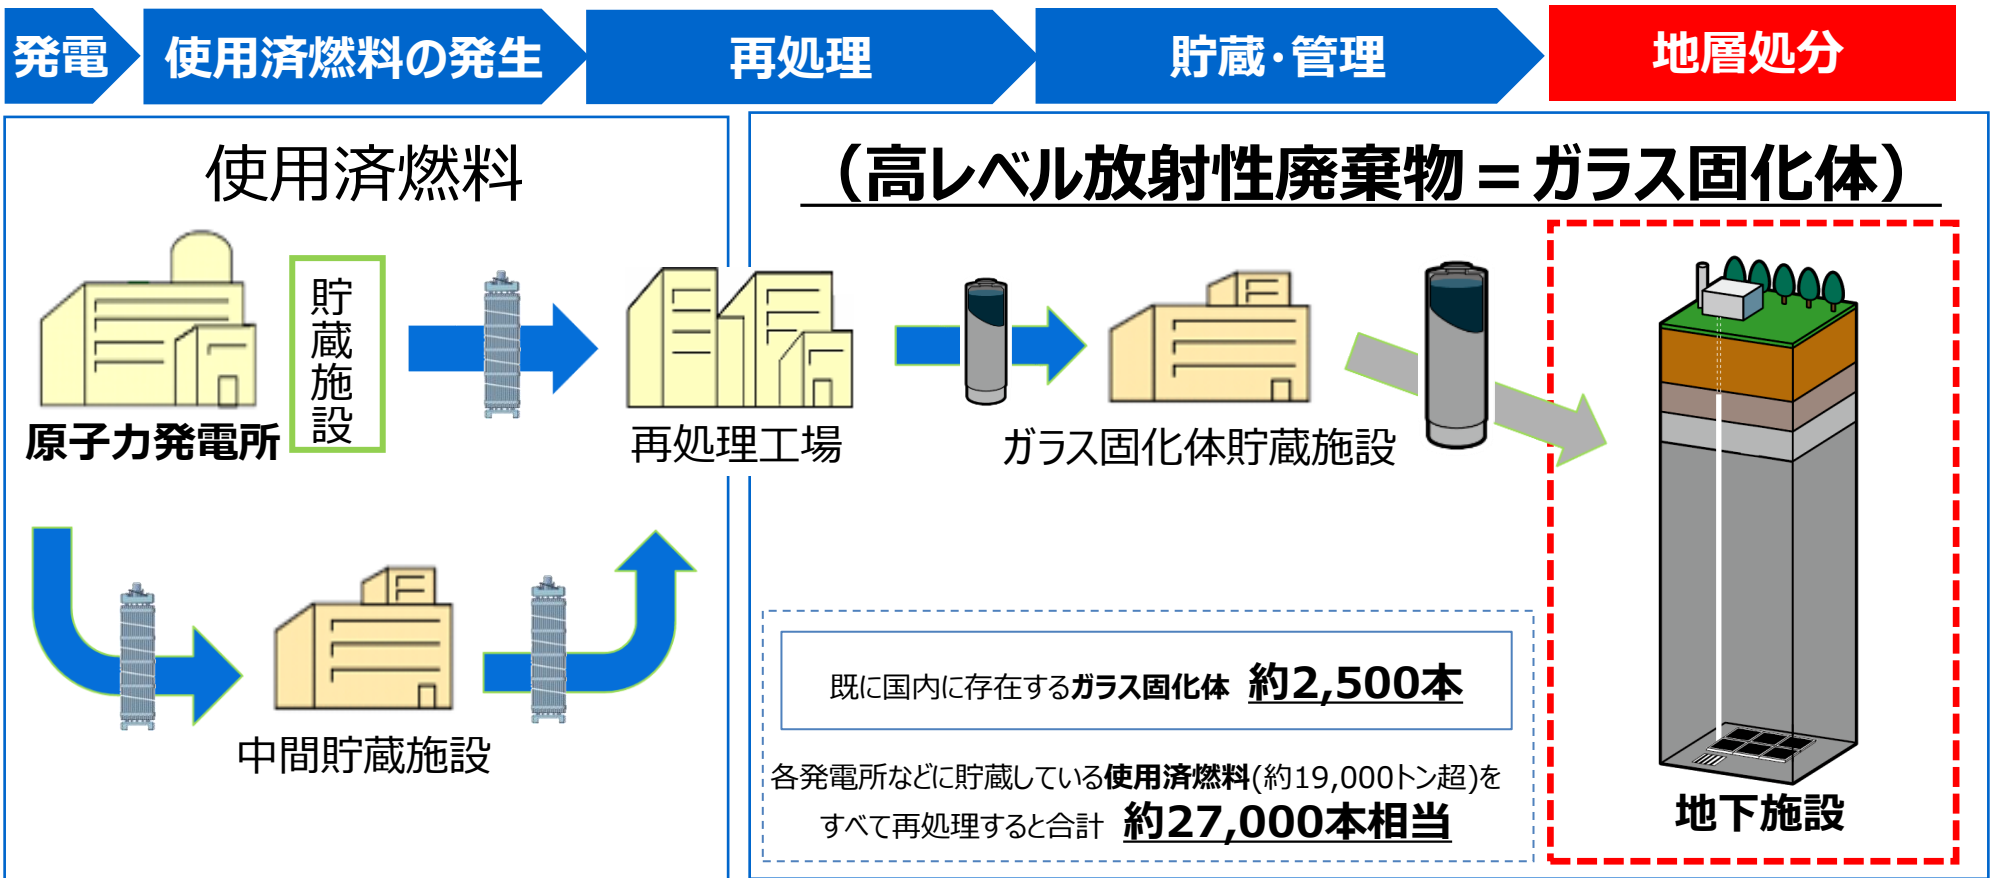 発電
使用済燃料の発生
再処理
貯蔵・管理
地層処分
使用済燃料
（高レベル放射性廃棄物＝ガラス固化体）
貯蔵施設
原子力発電所
再処理工場
ガラス固化体貯蔵施設
中間貯蔵施設
既に国内に存在するガラス固化体 約2,500本
各発電所などに貯蔵している使用済燃料(約19,000トン超)を
すべて再処理すると合計 約27,000本相当
地下施設